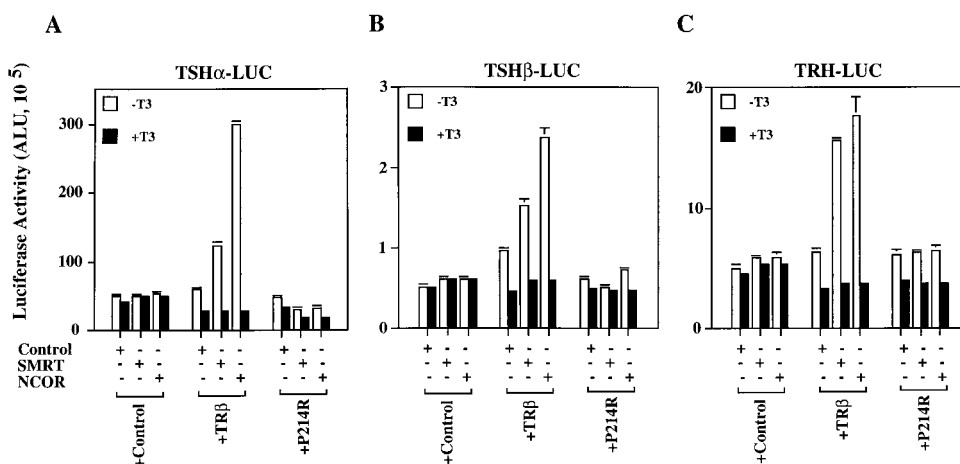 A
B
C
TSHα-LUC
TSHβ-LUC
TRH-LUC
Luciferase Activity (ALU, 10 5)
300
200
100
0
-T3
+T3
3
2
1
0
-T3
+T3
20
10
0
-T3
+T3
Control + - - + - - + - -
SMRT - + - - + - - + -
NCOR - - + - - + - - +
+ - - + - - + - -
- + - - + - - + -
- - + - - + - - +
+ - - + - - + - -
- + - - + - - + -
- - + - - + - - +
+Control
+TRβ
+P214R
+Control
+TRβ
+P214R
+Control
+TRβ
+P214R